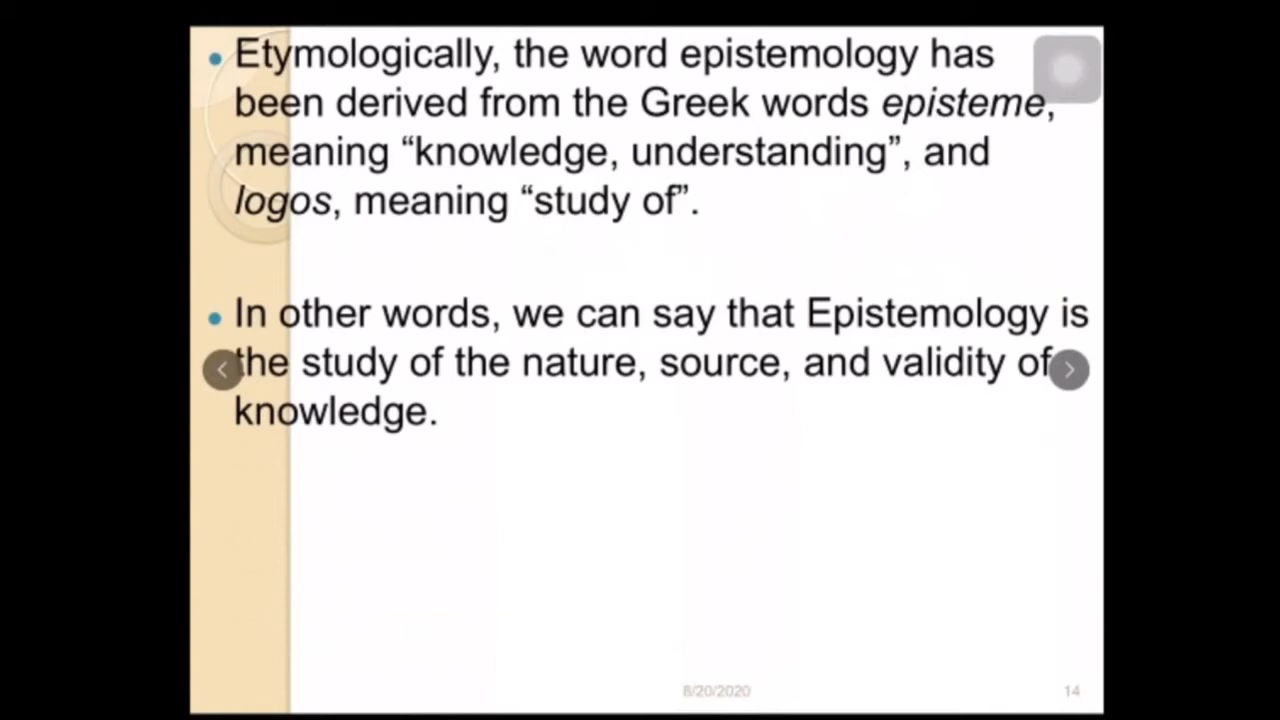 Etymologically, the word epistemology has
been derived from the Greek words episteme,
meaning “knowledge, understanding”, and
logos, meaning “study of”.
In other words, we can say that Epistemology is
the study of the nature, source, and validity of
knowledge.
8/20/2020 14